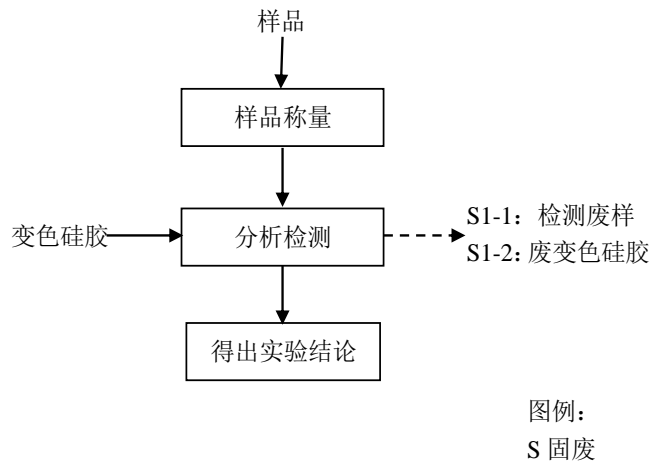 样品
样品称量
变色硅胶
分析检测
S1-1：检测废样
S1-2：废变色硅胶
得出实验结论
图例：
S 固废